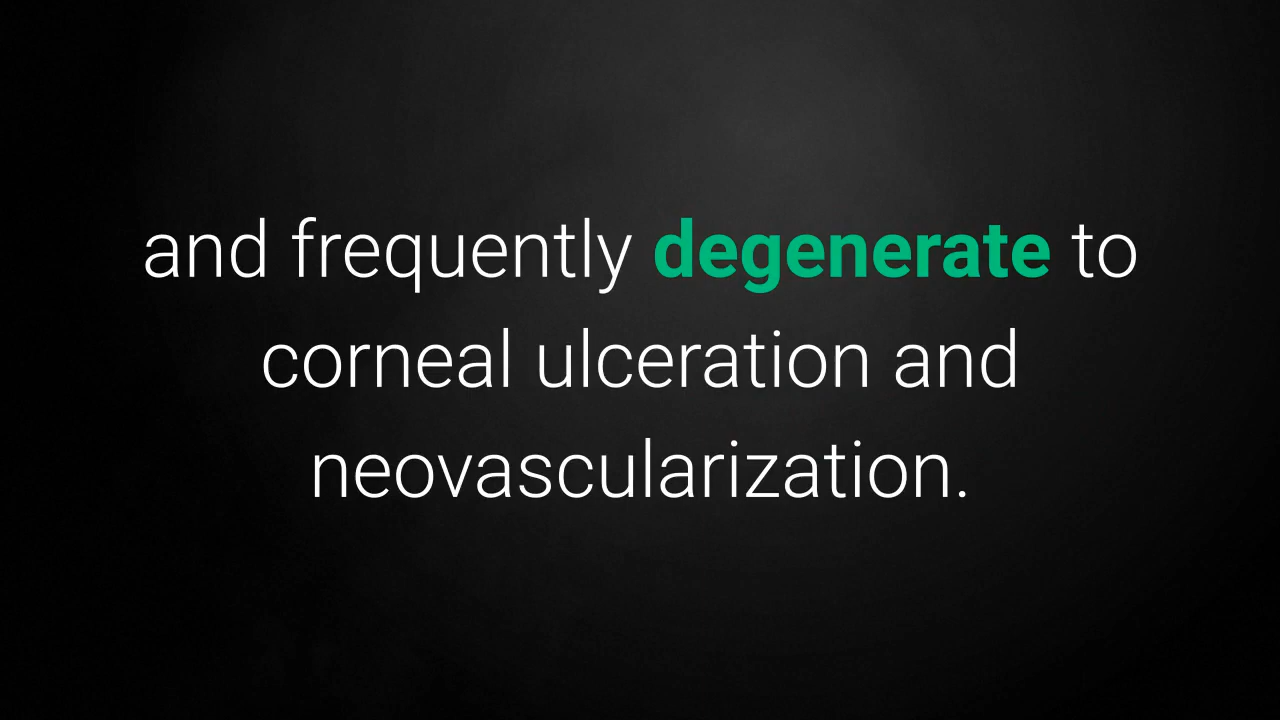 and frequently degenerate to
corneal ulceration and
neovascularization.